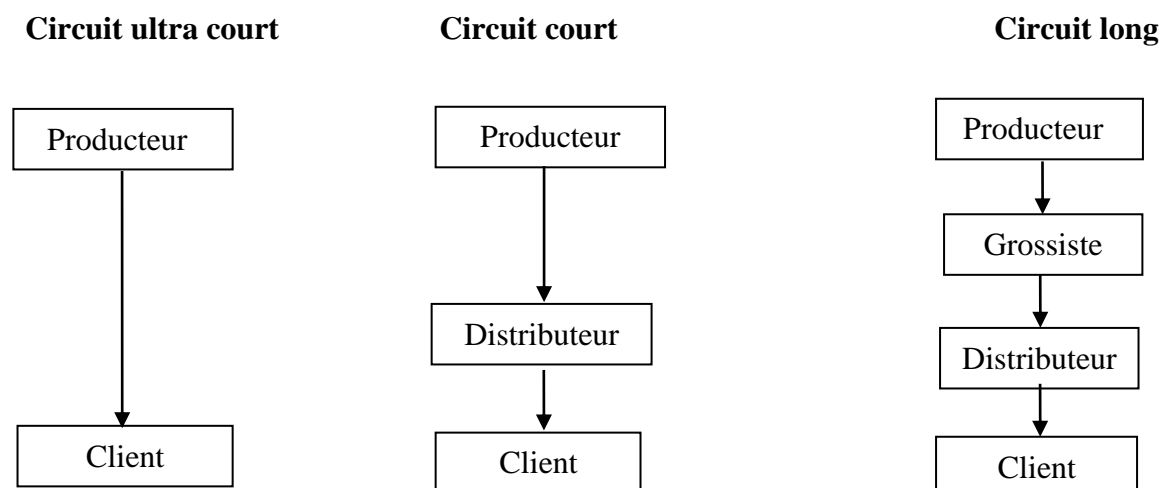 Circuit ultra court
Circuit court
Circuit long
Producteur
Producteur
Producteur
Grossiste
Distributeur
Distributeur
Client
Client
Client